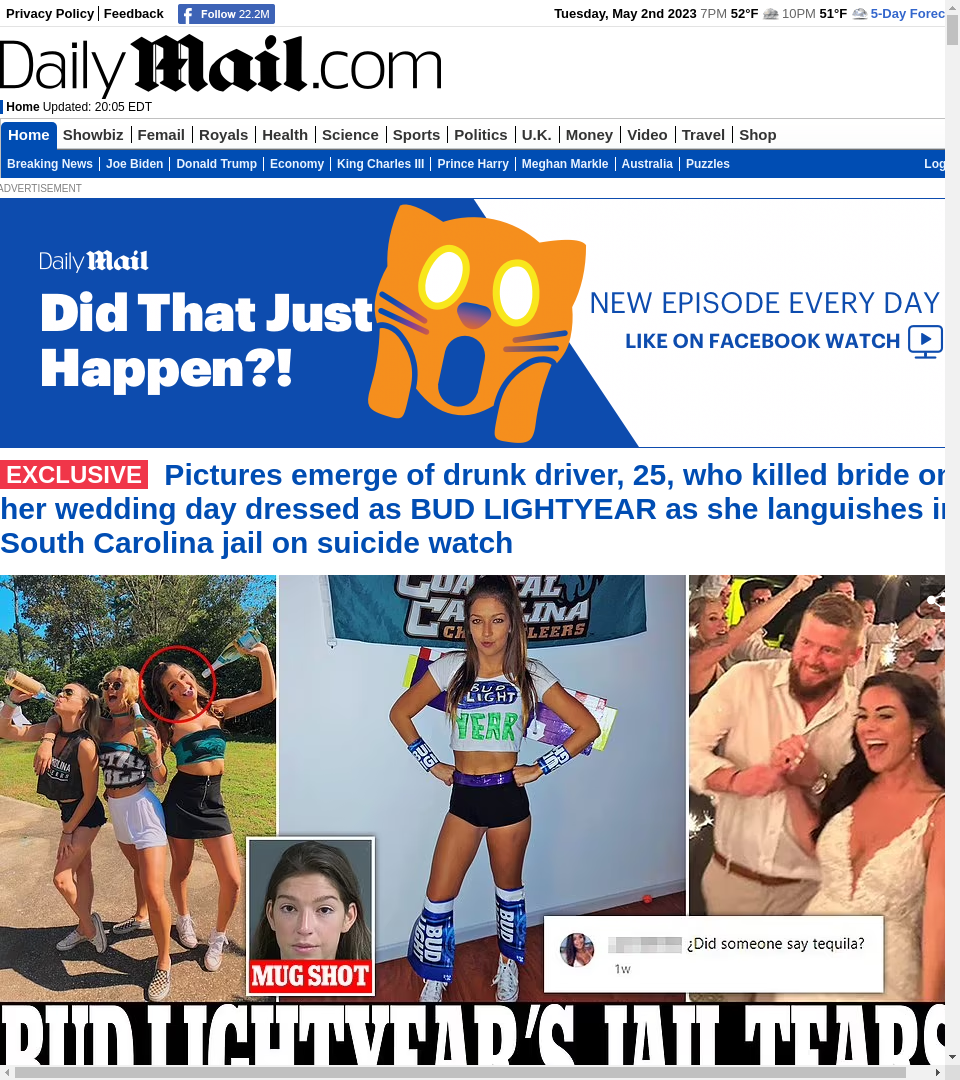 Privacy Policy Feedback Follow 22.2M Tuesday, May 2nd 2023 7PM 52°F 10PM 51°F 5-Day Forec
Daily Mail.com
Home Updated: 20:05 EDT
Home Showbiz Femail Royals Health Science Sports Politics U.K. Money Video Travel Shop
Breaking News Joe Biden Donald Trump Economy King Charles III Prince Harry Meghan Markle Australia Puzzles Log
ADVERTISEMENT
Daily Mail
Did That Just
Happen?!
NEW EPISODE EVERY DAY
LIKE ON FACEBOOK WATCH
EXCLUSIVE Pictures emerge of drunk driver, 25, who killed bride on
her wedding day dressed as BUD LIGHTYEAR as she languishes in
South Carolina jail on suicide watch
COASTAL
CAROLINA
CHEERLEERS
BUD
LIGHT
YEAR
BUD
LIGHT
BUD
MUG SHOT
¿Did someone say tequila?
1w
BUD LIGHTYEAR'S JAIL TEARS